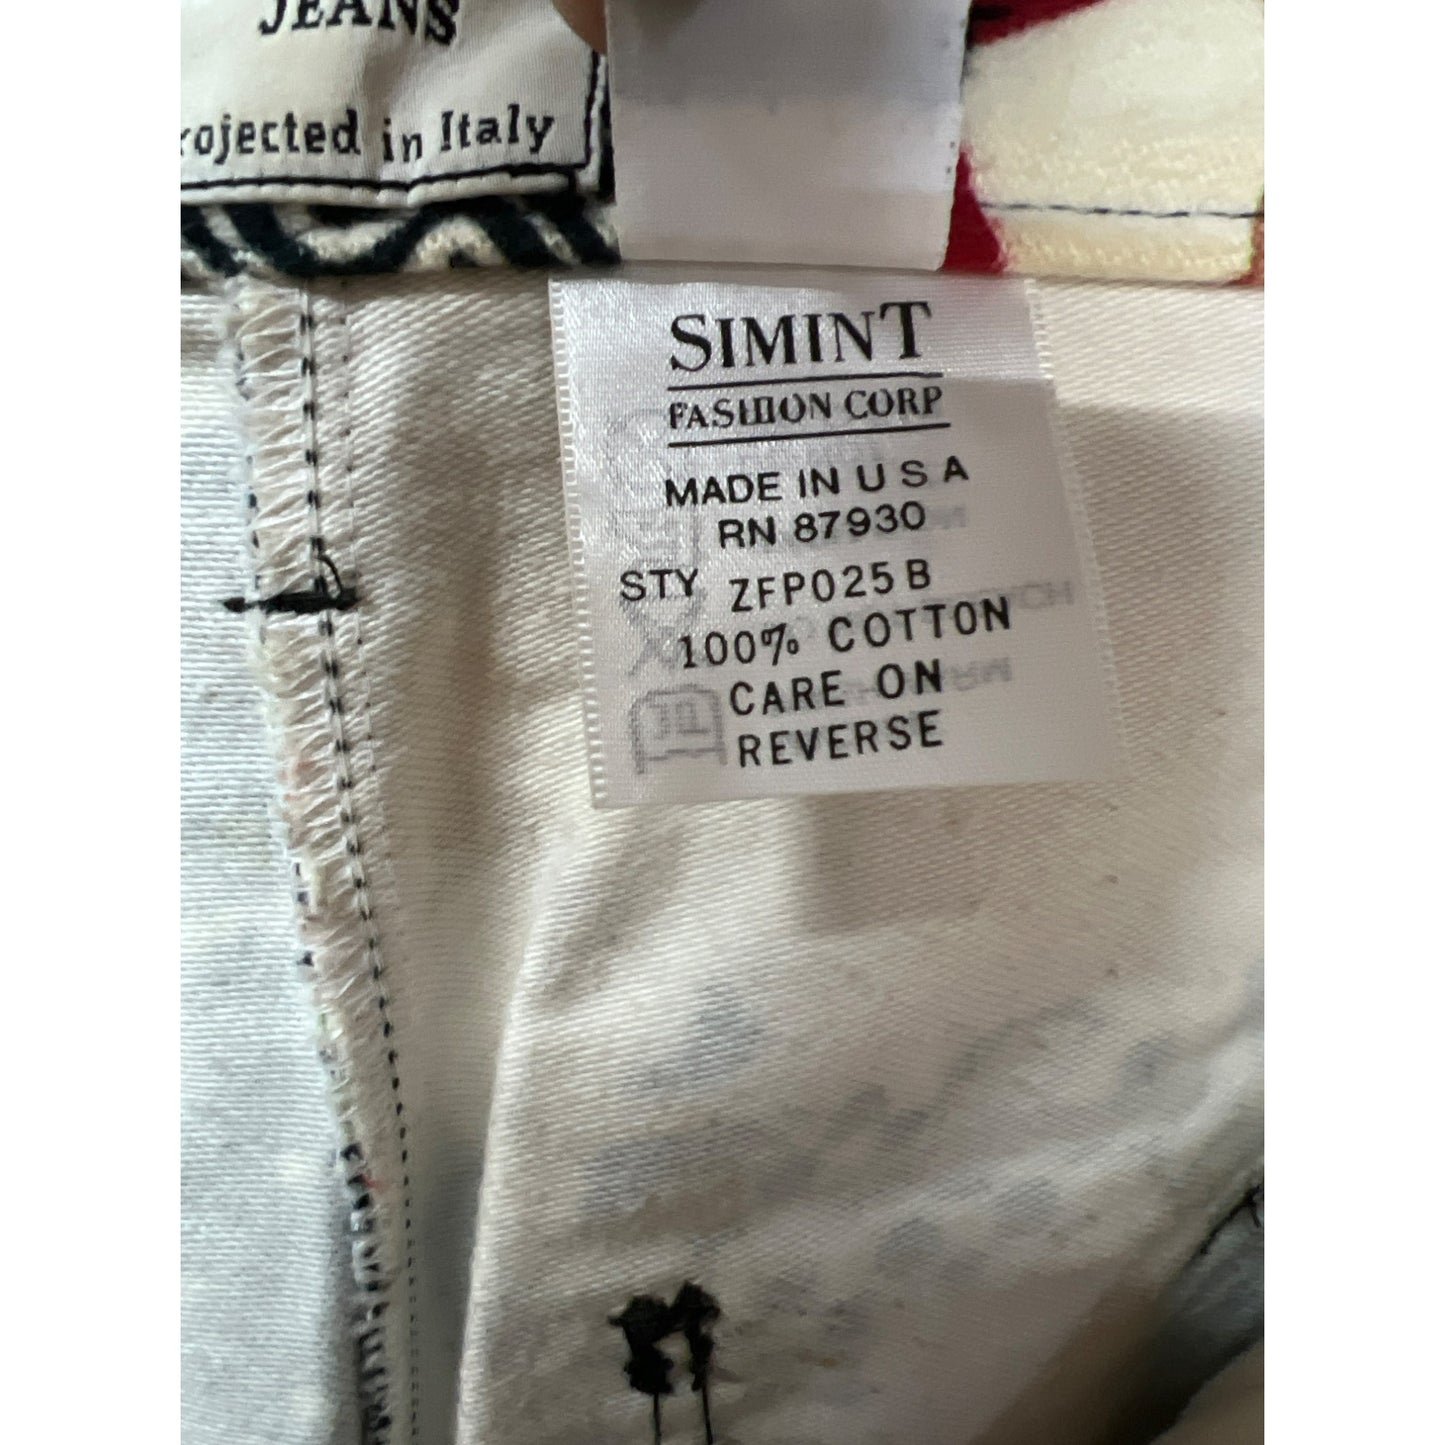 JEANS
rojected in Italy
SIMINT
FASHION CORP
MADE IN U S A
RN 87930
STY ZFP025B
100% COTTON
CARE ON
REVERSE